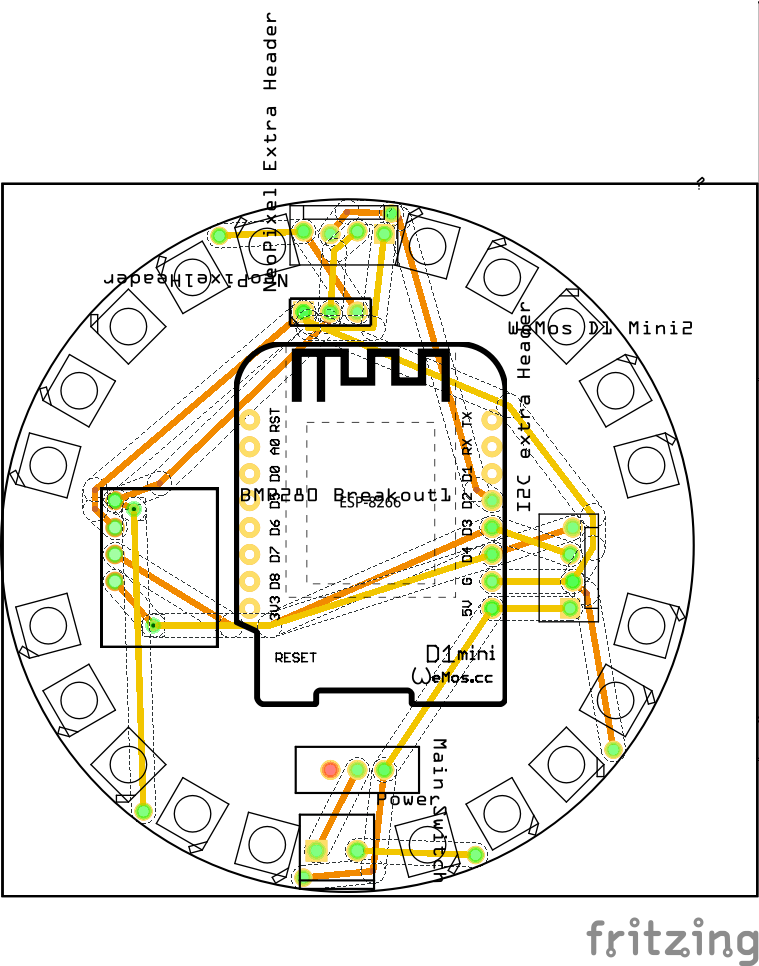 NeoPixel Extra Header
NeoPixelHeader
WeMos D1 Mini2
I2C extra Header
BMP280 Breakout1
ESP-8266
RST
A0
D0
D5
D6
D7
D8
3V3
TX
RX
D1
D2
D3
D4
G
5V
RESET
D1mini
WeMos.cc
Main Switch
Power
fritzing